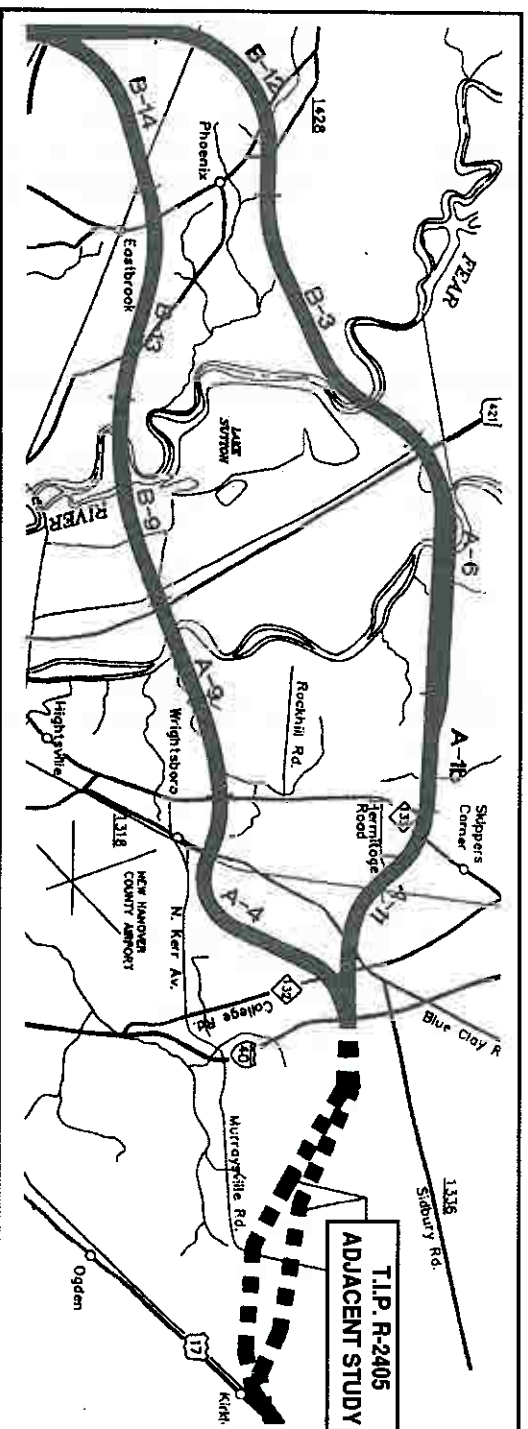 1428
B-12
B-14
Phoenix
FEAR
B-3
Eastbrook
B-13
421
LAKE
SUTTON
RIVER
B-9
A-6
A-9
Rockhill Rd.
Wrightsboro
Hightsville
133
Hermitage
Road
Skippers
Corner
A-11
1318
NEW HANOVER
COUNTY AIRPORT
N. Kerr Av.
A-4
132
College
Rd.
40
Blue Clay R
Murraysville Rd.
1336
Sidbury Rd.
T.I.P. R-2405
ADJACENT STUDY
Ogden
17